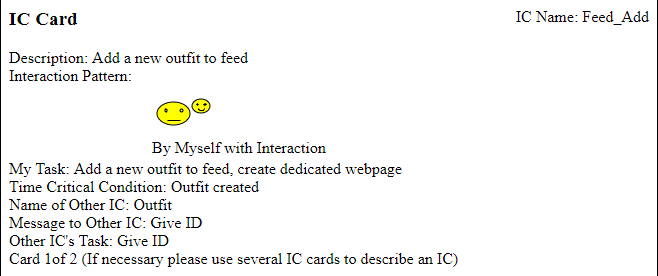 IC Card
IC Name: Feed_Add
Description: Add a new outfit to feed
Interaction Pattern:
By Myself with Interaction
My Task: Add a new outfit to feed, create dedicated webpage
Time Critical Condition: Outfit created
Name of Other IC: Outfit
Message to Other IC: Give ID
Other IC's Task: Give ID
Card 1of 2 (If necessary please use several IC cards to describe an IC)